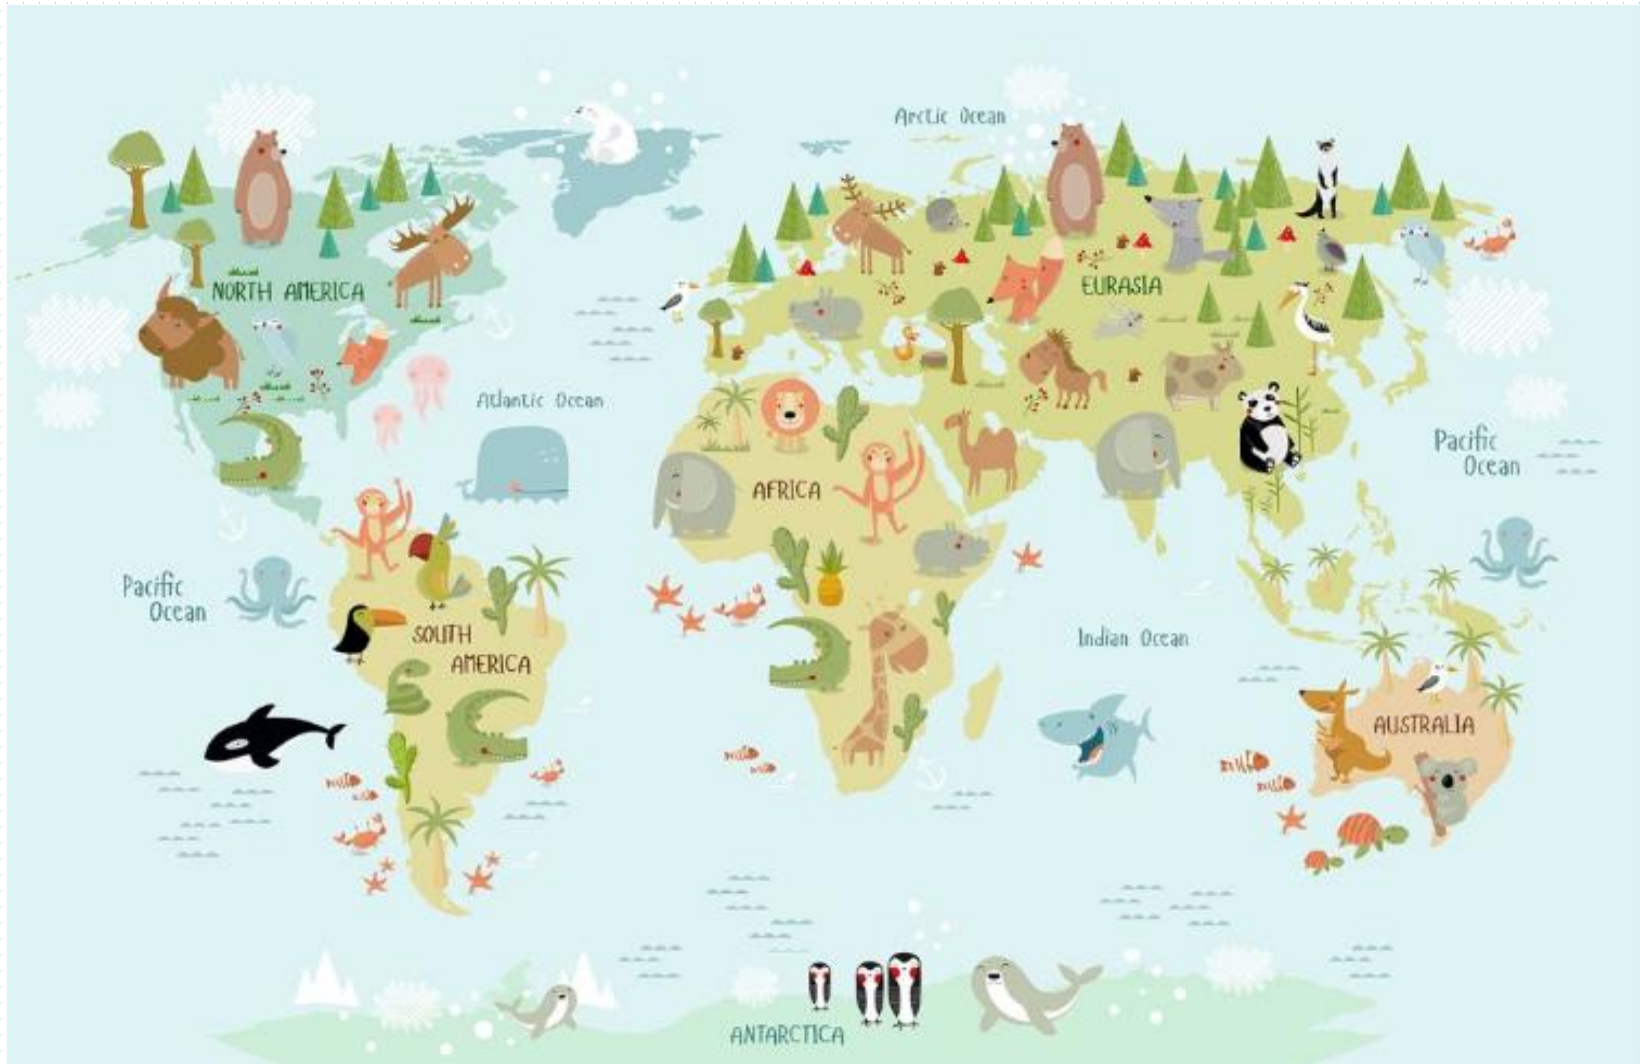 Arctic Ocean
NORTH AMERICA
EURASIA
Atlantic Ocean
Pacific
Ocean
AFRICA
Pacific
Ocean
SOUTH
AMERICA
Indian Ocean
AUSTRALIA
ANTARCTICA